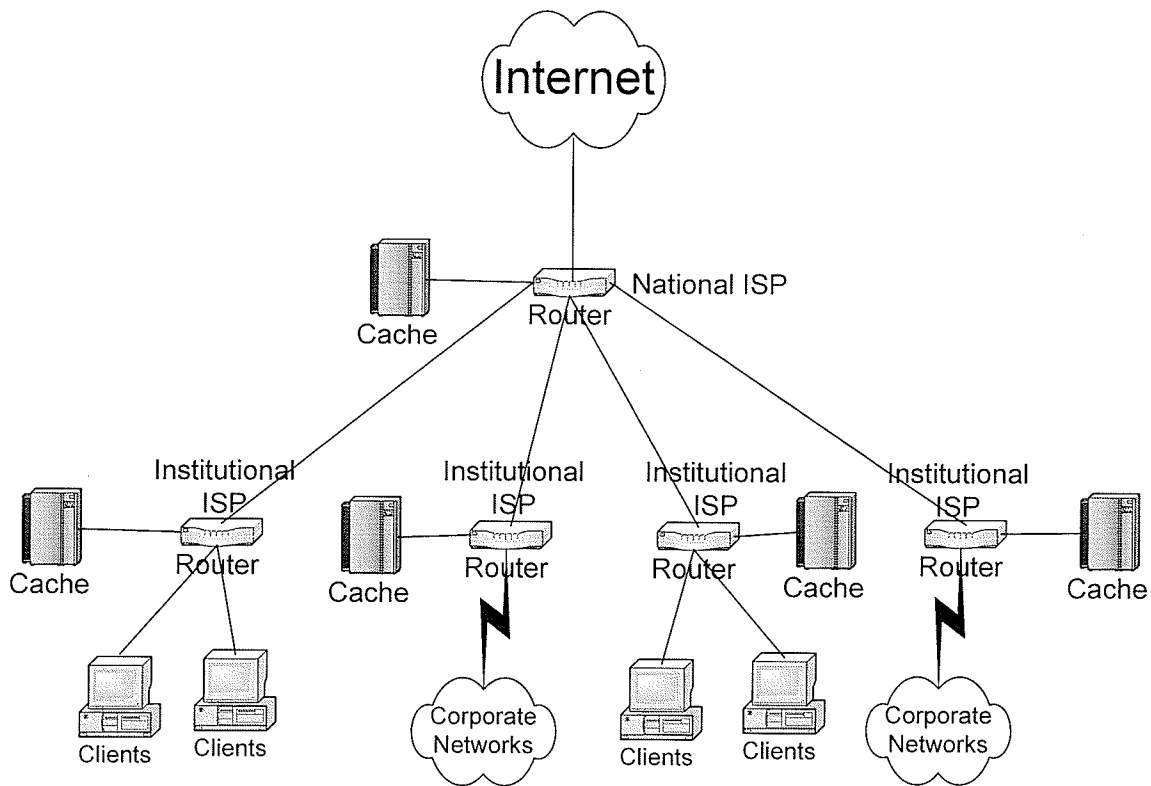 Internet
National ISP
Router
Cache
Institutional
ISP
Router
Cache
Institutional
ISP
Router
Cache
Institutional
ISP
Router
Cache
Institutional
ISP
Router
Cache
Clients
Clients
Corporate
Networks
Clients
Clients
Corporate
Networks